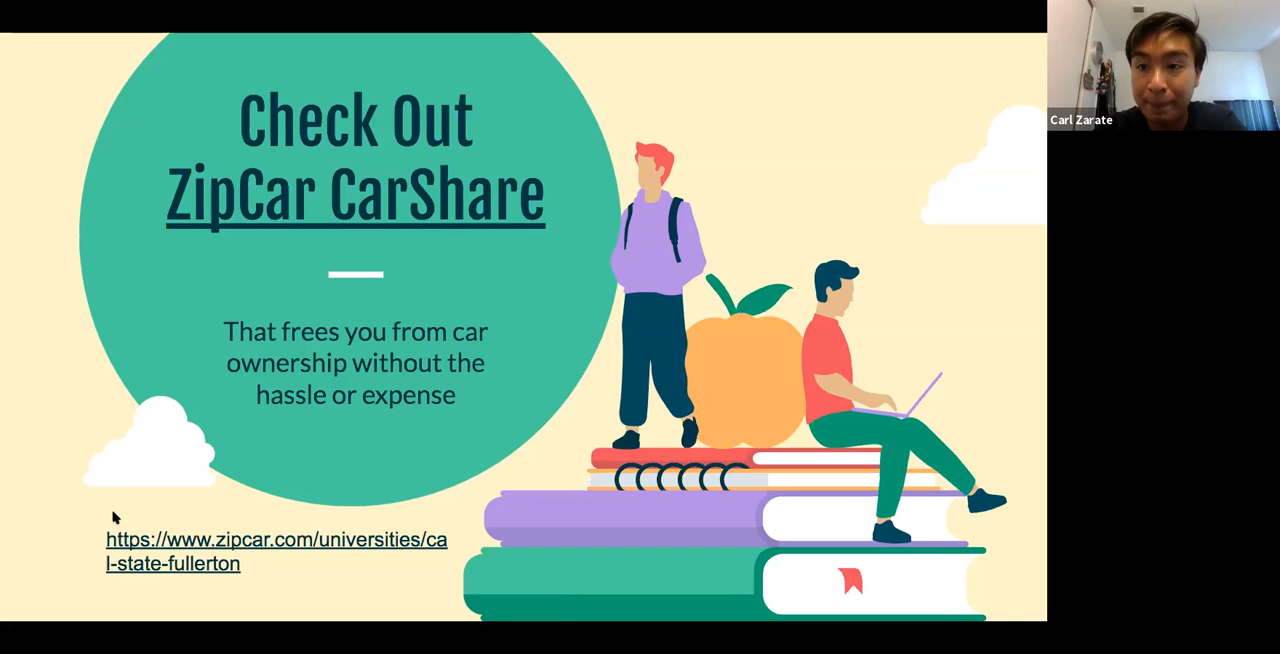 Check Out
ZipCar CarShare
That frees you from car
ownership without the
hassle or expense
https://www.zipcar.com/universities/ca
l-state-fullerton
Carl Zarate